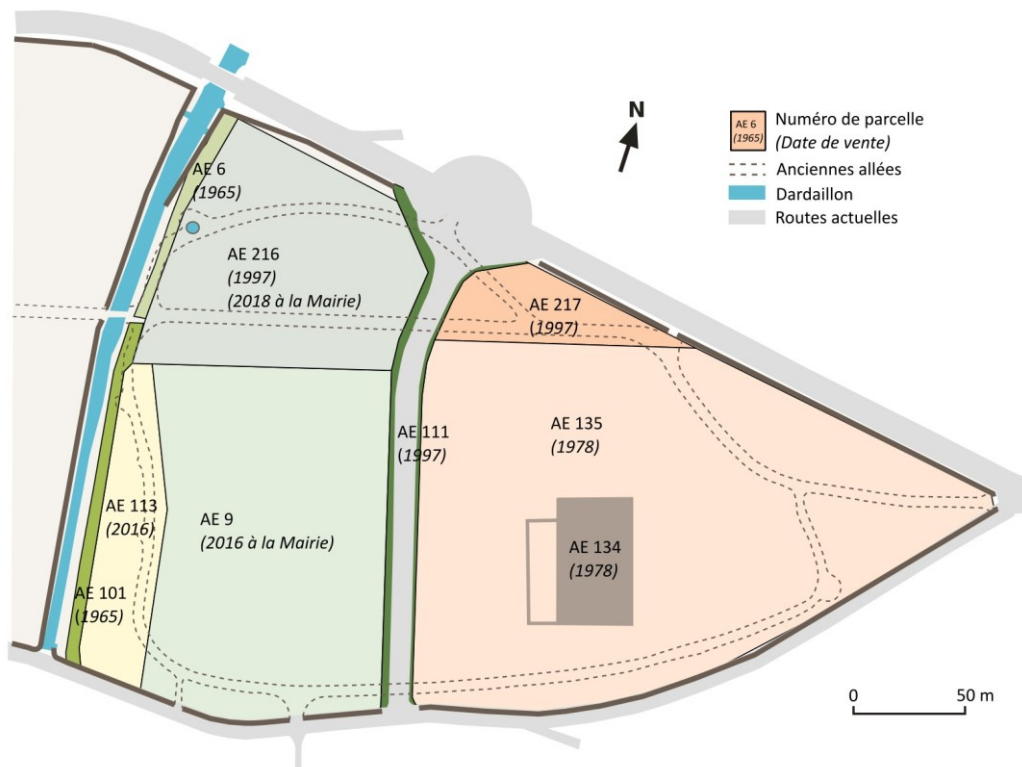 N
AE 6
(1965)
Numéro de parcelle
(Date de vente)
Anciennes allées
Dardaillon
Routes actuelles
AE 6
(1965)
AE 216
(1997)
(2018 à la Mairie)
AE 217
(1997)
AE 111
(1997)
AE 135
(1978)
AE 113
(2016)
AE 9
(2016 à la Mairie)
AE 134
(1978)
AE 101
(1965)
0 50 m